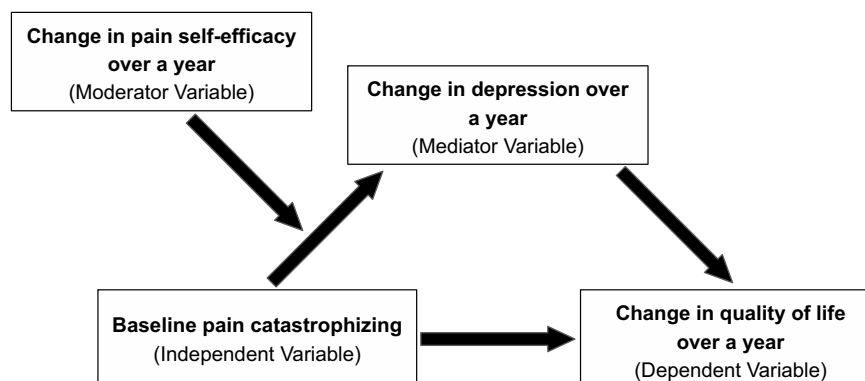 Change in pain self-efficacy
over a year
(Moderator Variable)
Change in depression over
a year
(Mediator Variable)
Baseline pain catastrophizing
(Independent Variable)
Change in quality of life
over a year
(Dependent Variable)